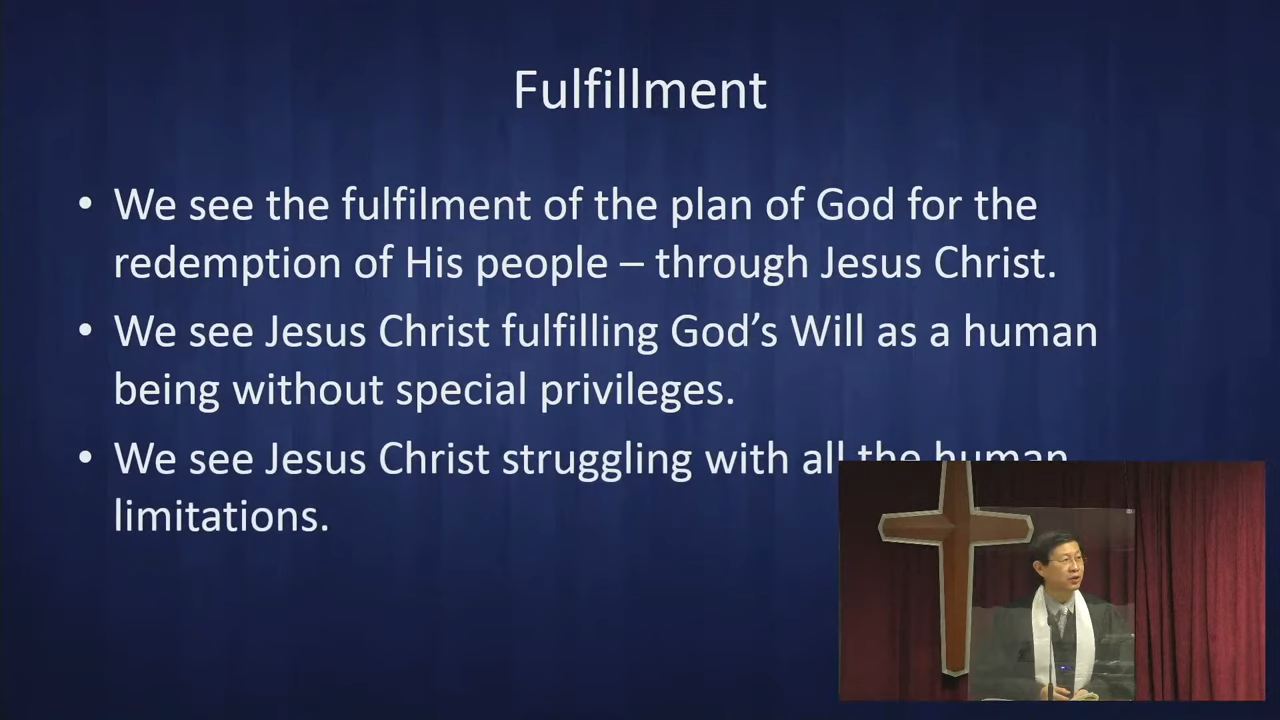 Fulfillment
• We see the fulfilment of the plan of God for the
redemption of His people – through Jesus Christ.
• We see Jesus Christ fulfilling God’s Will as a human
being without special privileges.
• We see Jesus Christ struggling with all the human
limitations.